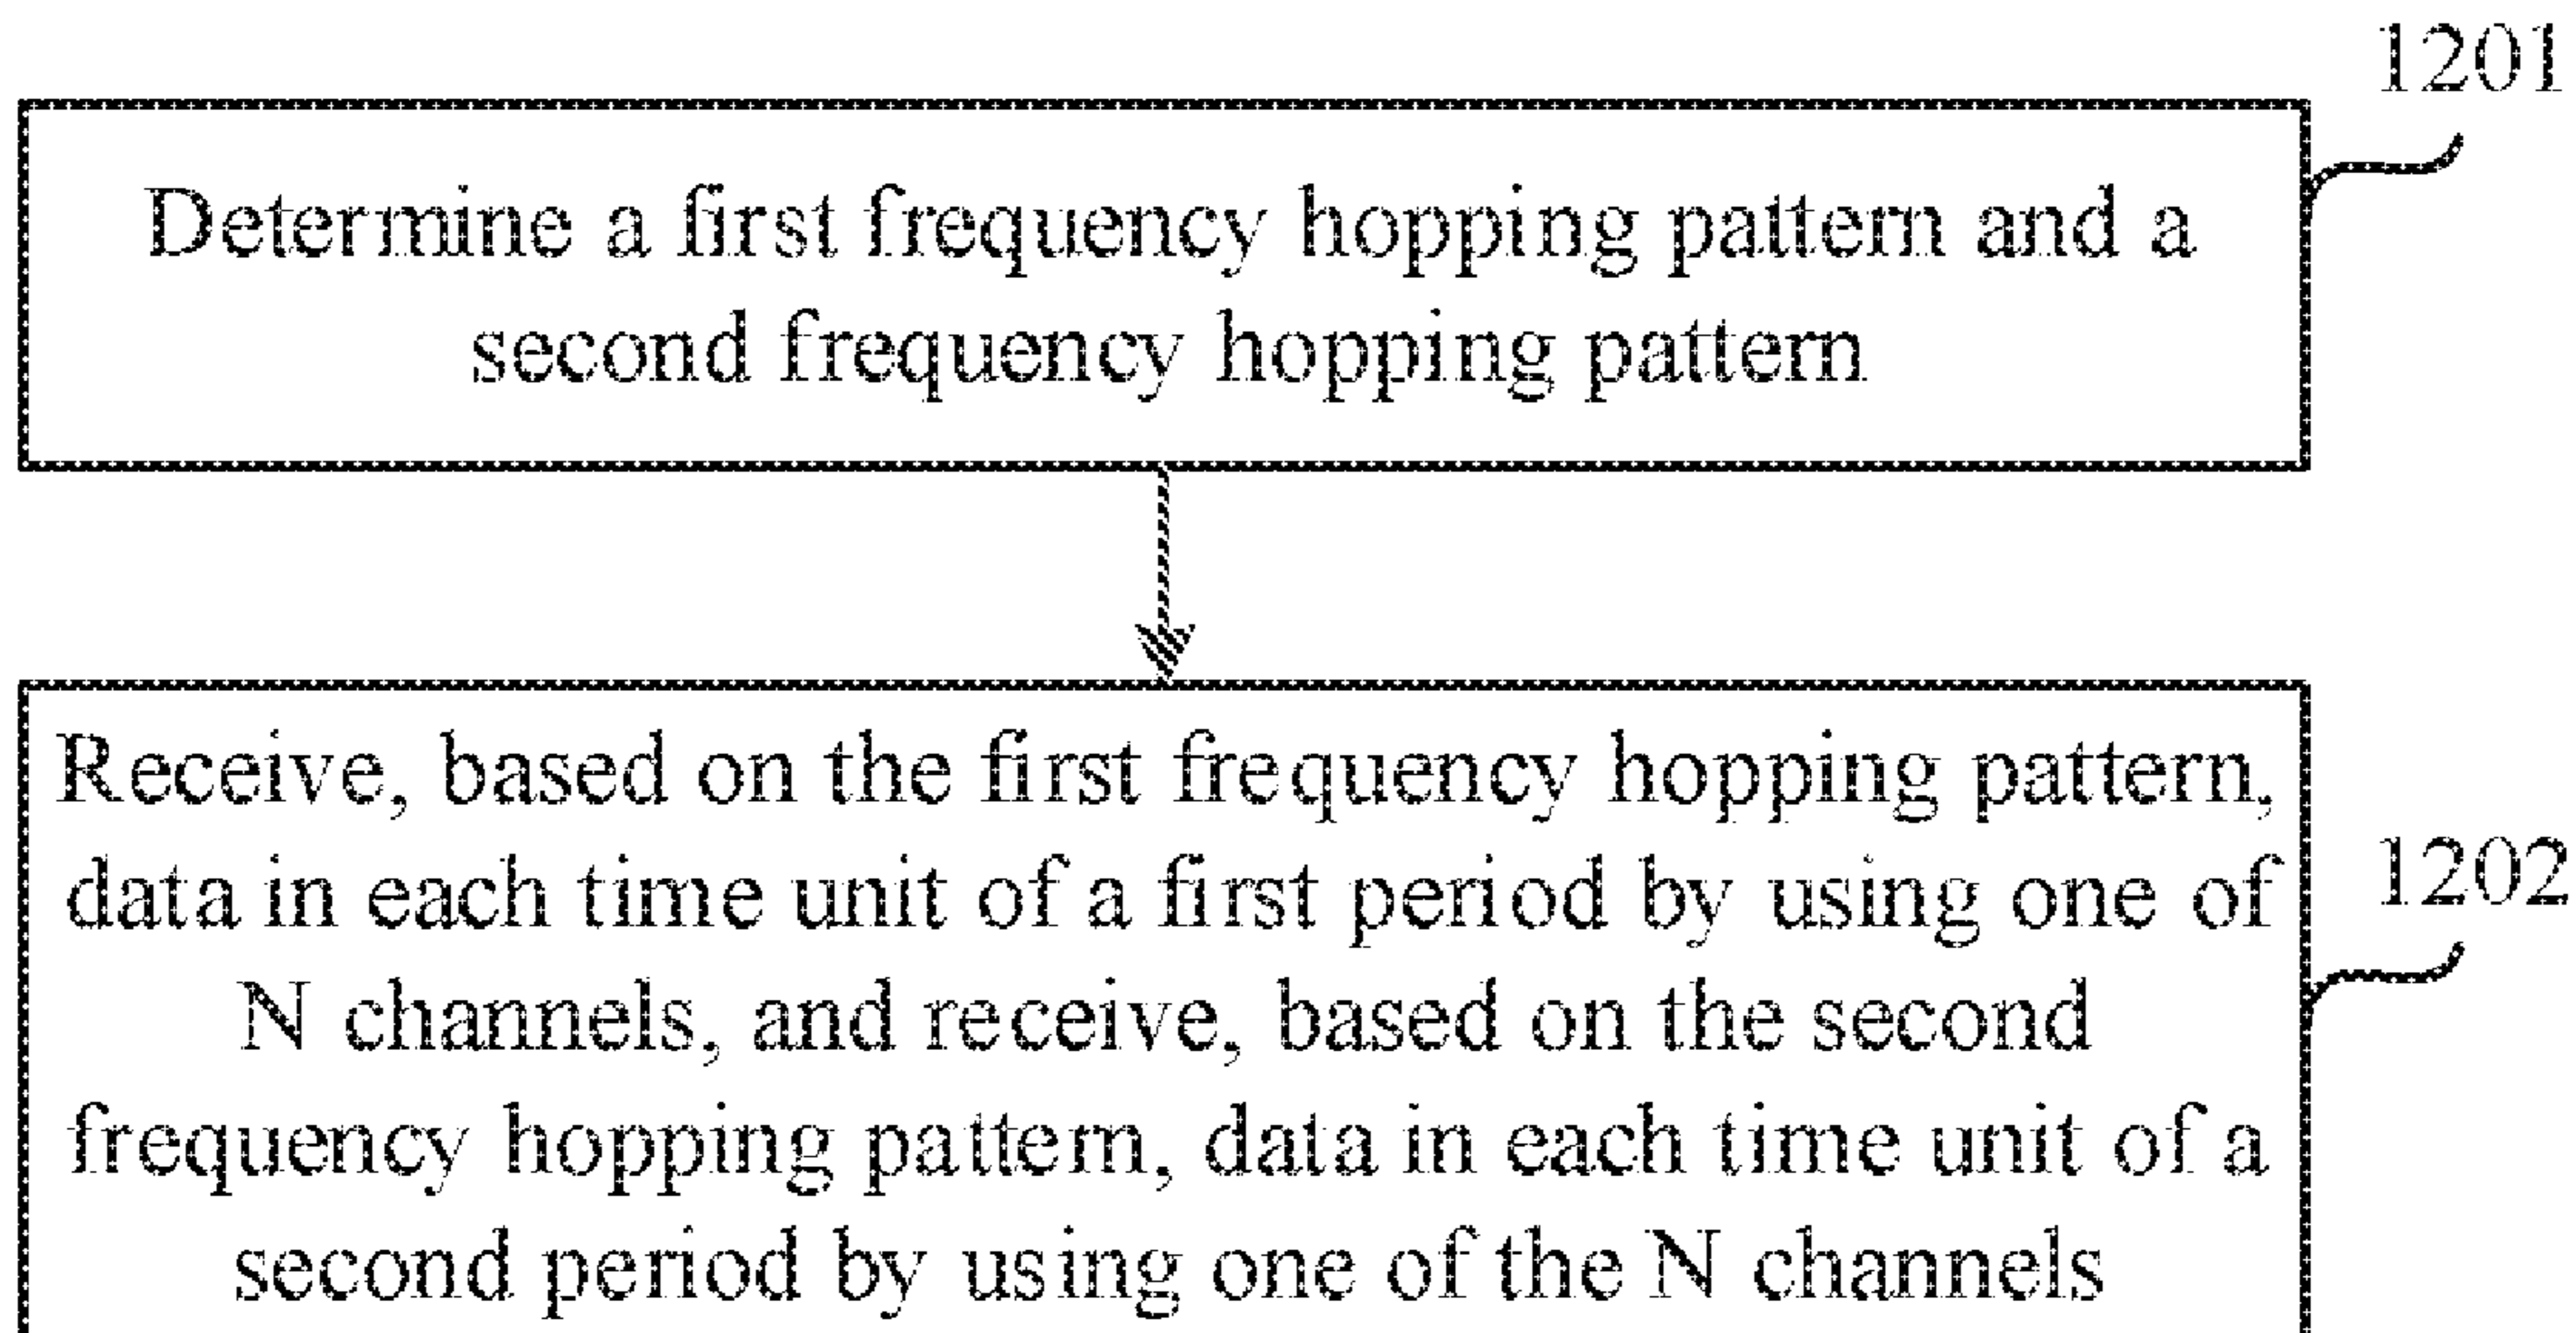 1201
Determine a first frequency hopping pattern and a
second frequency hopping pattern
Receive, based on the first frequency hopping pattern,
data in each time unit of a first period by using one of
1202
N channels, and receive, based on the second
frequency hopping pattern, data in each time unit of a
second period by using one of the N channels